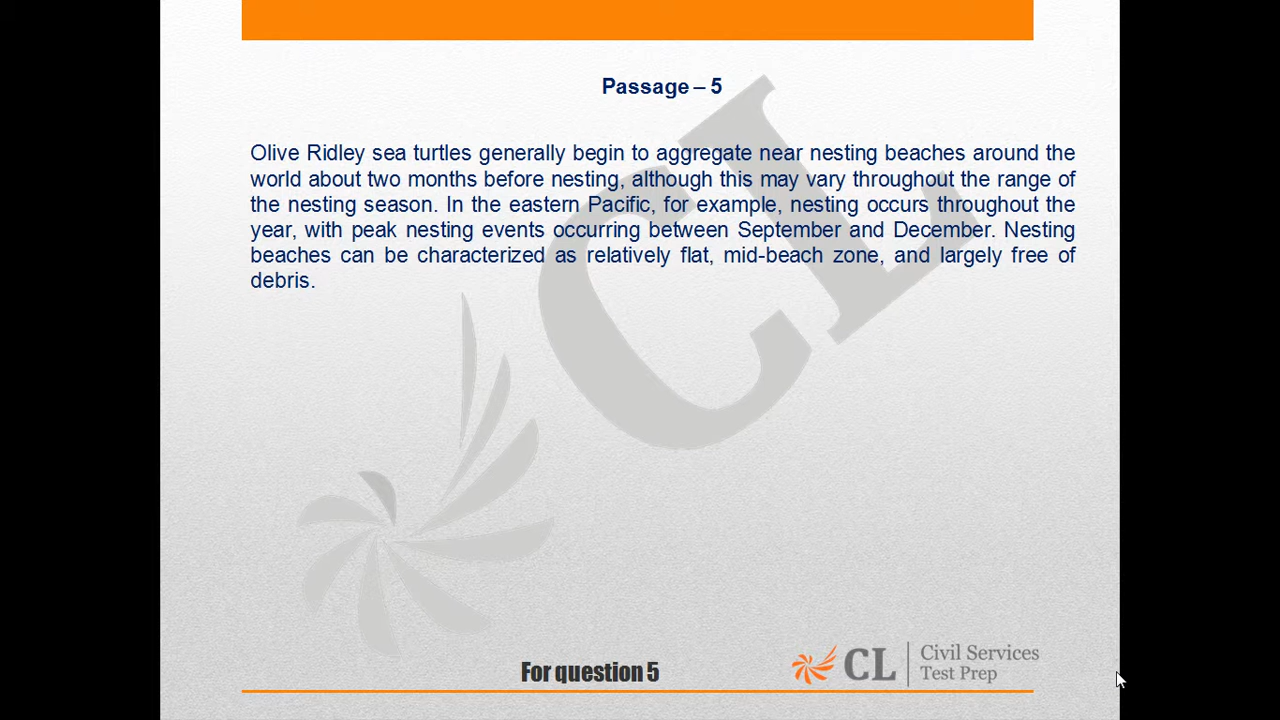 Passage – 5
Olive Ridley sea turtles generally begin to aggregate near nesting beaches around the
world about two months before nesting, although this may vary throughout the range of
the nesting season. In the eastern Pacific, for example, nesting occurs throughout the
year, with peak nesting events occurring between September and December. Nesting
beaches can be characterized as relatively flat, mid-beach zone, and largely free of
debris.
CL
For question 5
CL
Civil Services
Test Prep